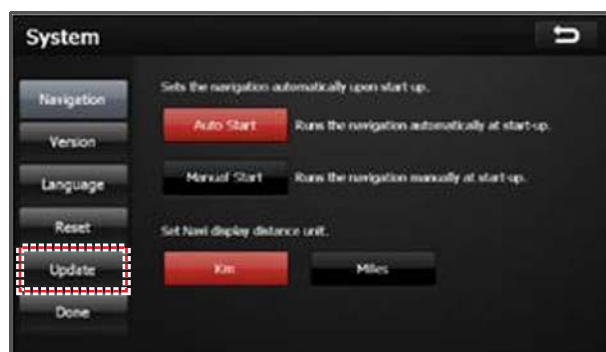 System
Navigation
Sets the navigation automatically upon start up.
Auto Start Runs the navigation automatically at start-up.
Version
Manual Start Runs the navigation manually at start-up.
Language
Reset
Set Navi display distance unit.
Update
Km Miles
Done